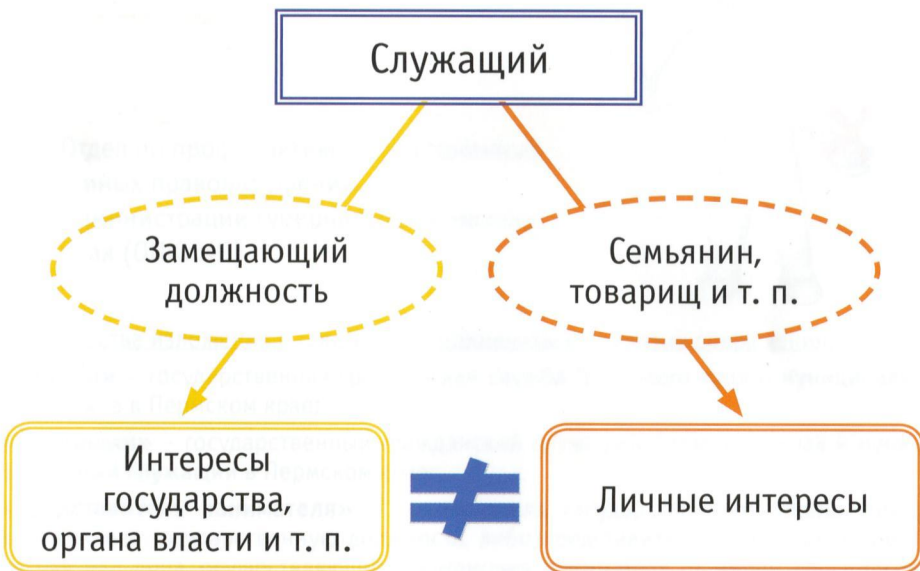 Служащий
Замещающий
должность
Семьянин,
товарищ и т. п.
Интересы
государства,
органа власти и т. п.
≠
Личные интересы